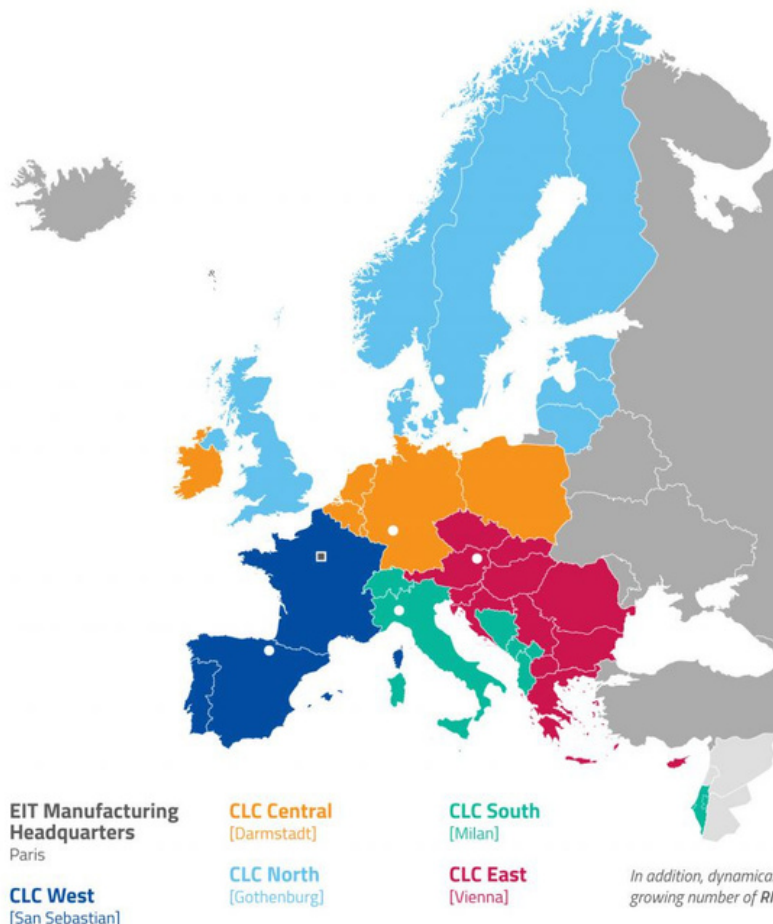 EIT Manufacturing
Headquarters
Paris
CLC West
[San Sebastian]
CLC Central
[Darmstadt]
CLC North
[Gothenburg]
CLC South
[Milan]
CLC East
[Vienna]
In addition,
growing number of